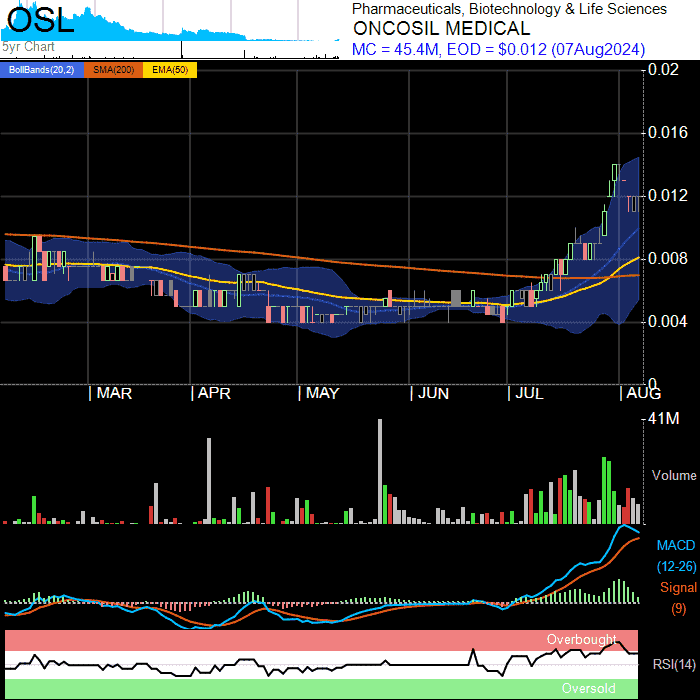 OSL
5yr Chart
Pharmaceuticals, Biotechnology & Life Sciences
ONCOSIL MEDICAL
MC = 45.4M, EOD = $0.012 (07Aug2024)
BollBands(20,2) SMA(200) EMA(50)
0.02
0.016
0.012
0.008
0.004
0
MAR APR MAY JUN JUL AUG
41M
Volume
MACD
(12-26)
Signal
(9)
Overbought
RSI(14)
Oversold